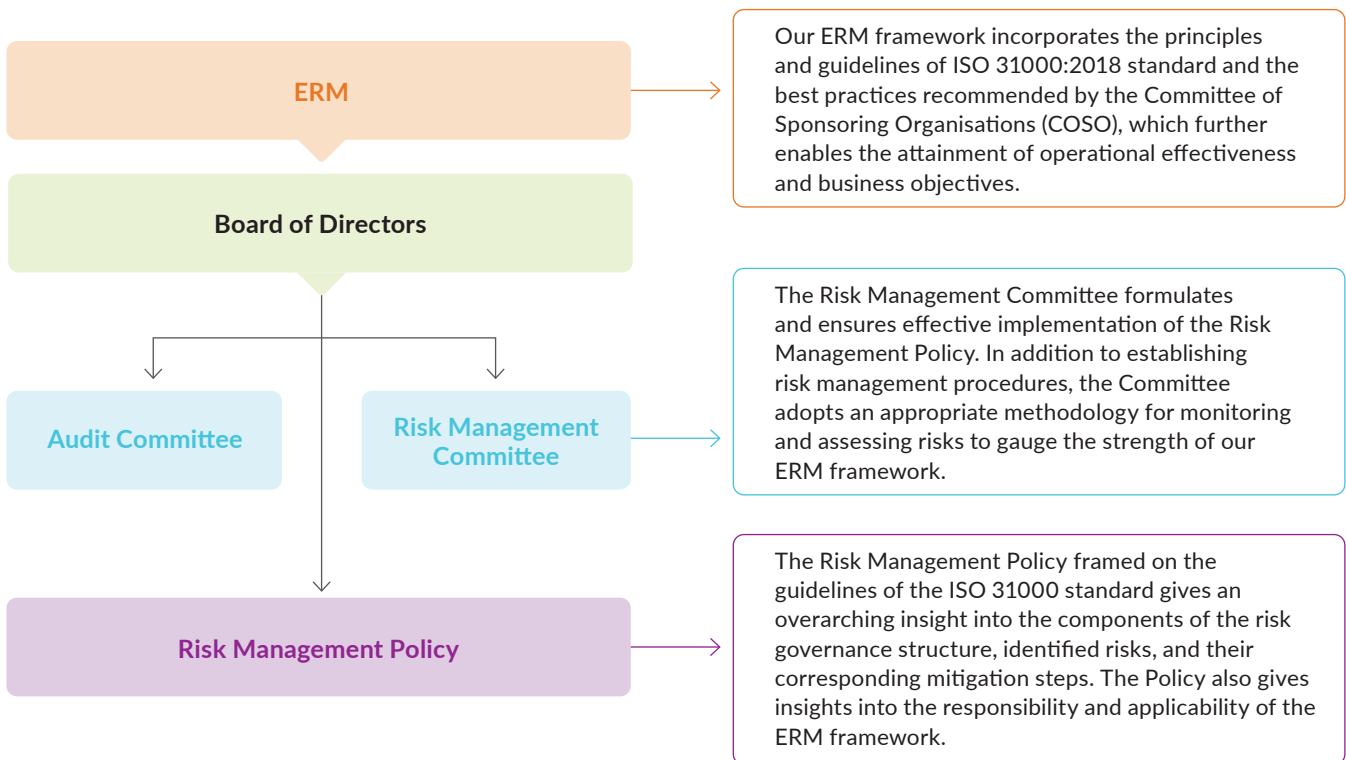 ERM
Our ERM framework incorporates the principles
and guidelines of ISO 31000:2018 standard and the
best practices recommended by the Committee of
Sponsoring Organisations (COSO), which further
enables the attainment of operational effectiveness
and business objectives.
Board of Directors
Audit Committee
Risk Management
Committee
The Risk Management Committee formulates
and ensures effective implementation of the Risk
Management Policy. In addition to establishing
risk management procedures, the Committee
adopts an appropriate methodology for monitoring
and assessing risks to gauge the strength of our
ERM framework.
Risk Management Policy
The Risk Management Policy framed on the
guidelines of the ISO 31000 standard gives an
overarching insight into the components of the risk
governance structure, identified risks, and their
corresponding mitigation steps. The Policy also gives
insights into the responsibility and applicability of the
ERM framework.